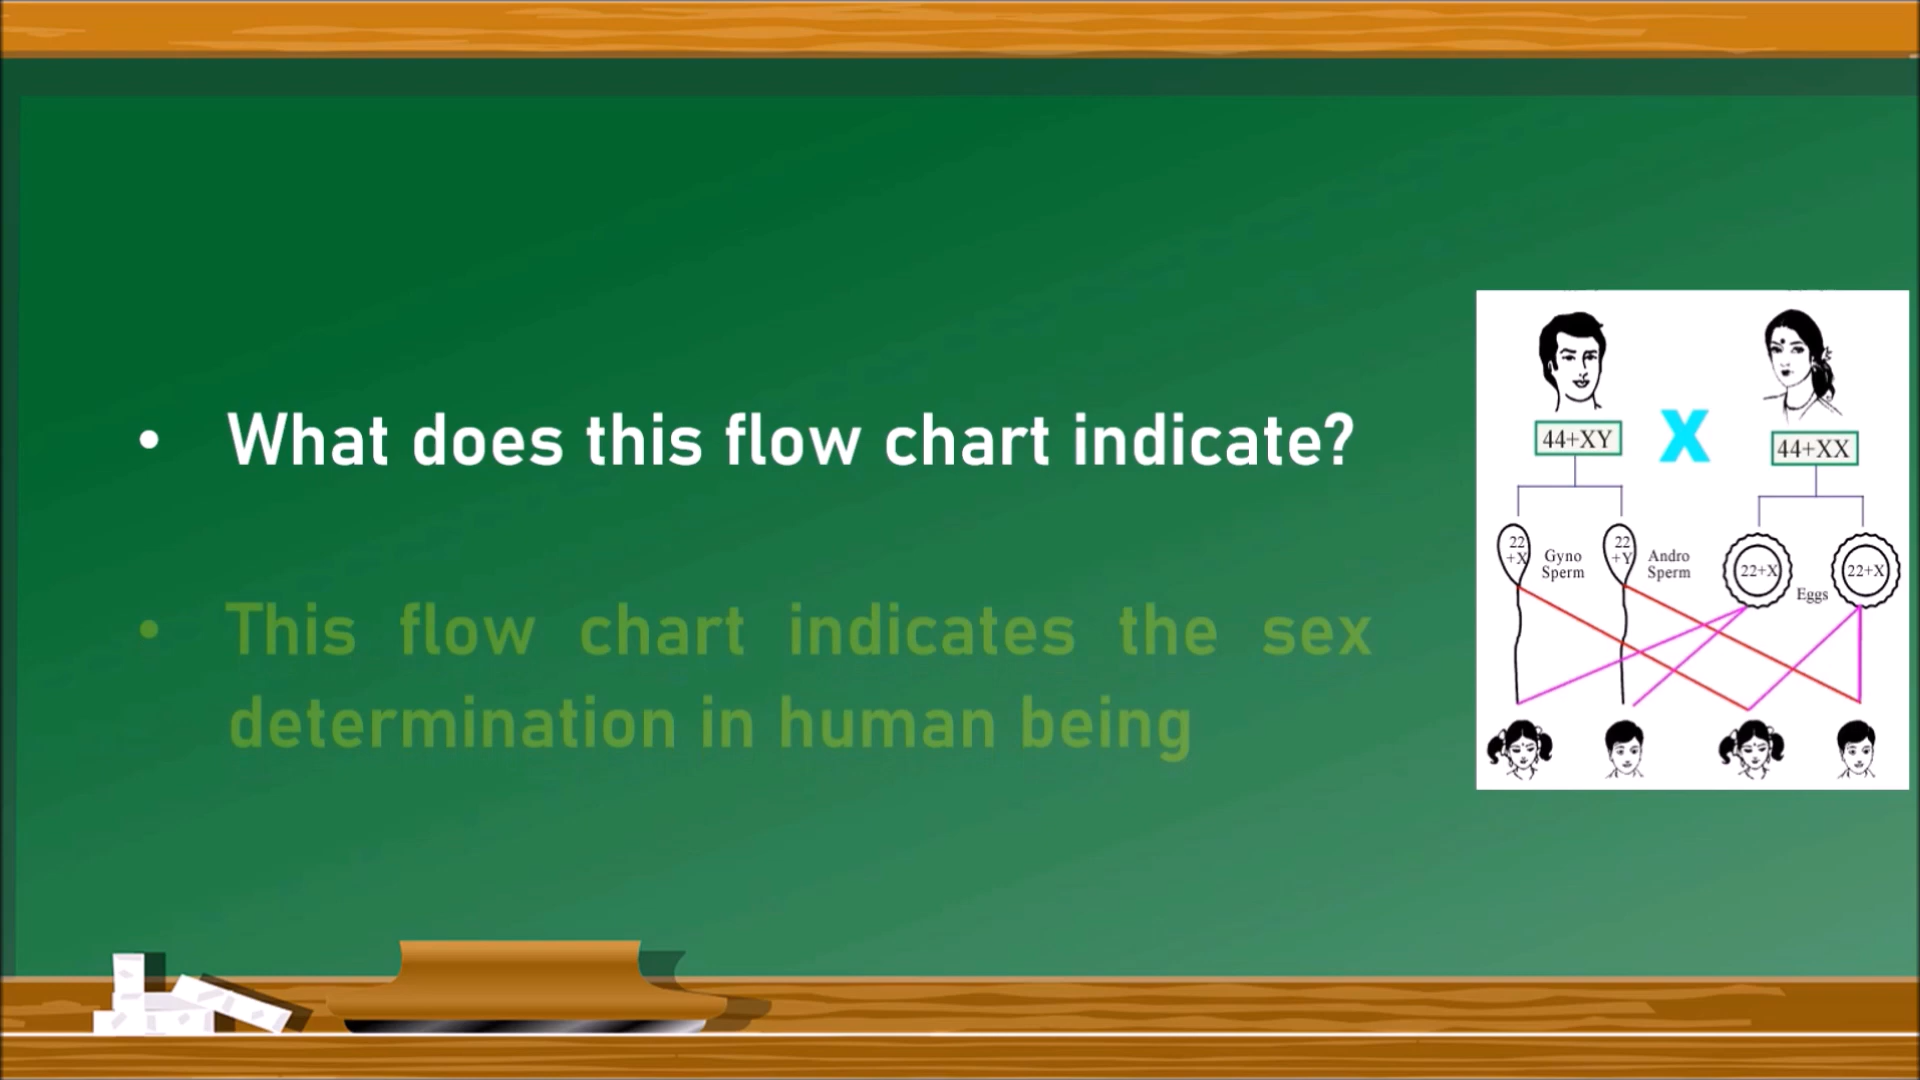 • What does this flow chart indicate?
• This flow chart indicates the sex
determination in human being
44+XY
X
44+XX
22
+X
Gyno
Sperm
22
+Y
Andro
Sperm
22+X
Eggs
22+X